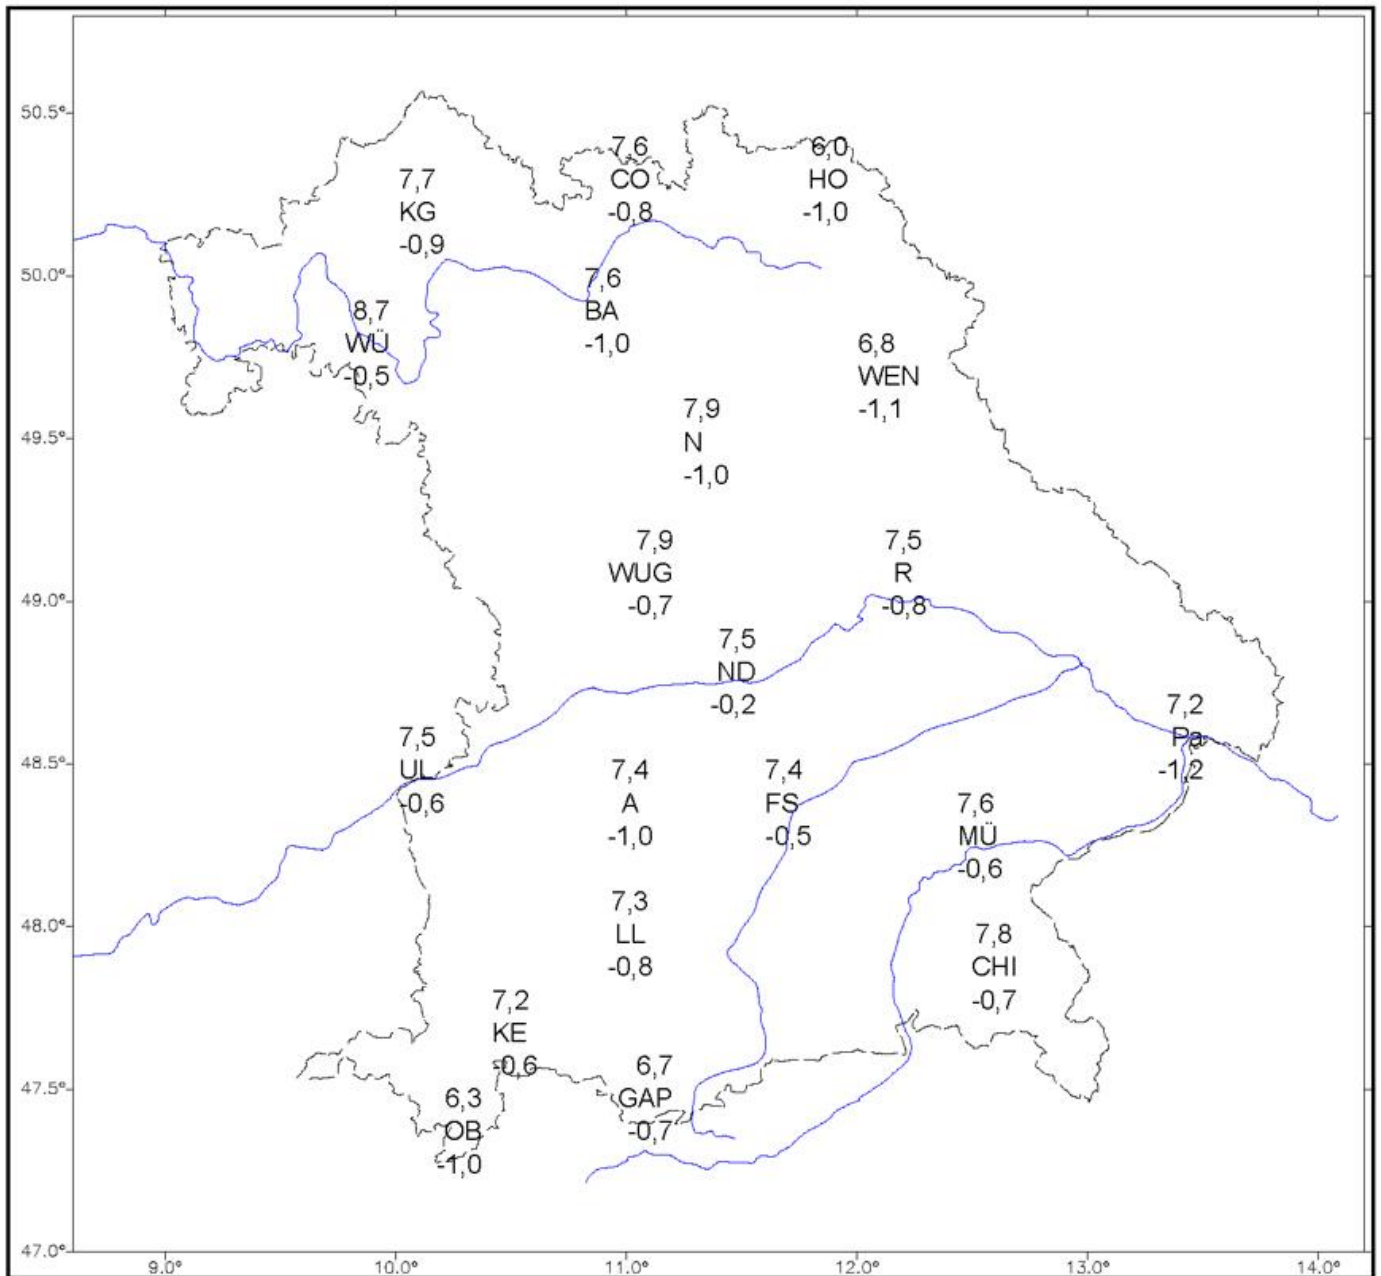 50.5°
7,6
CO
-0,8
6,0
HO
-1,0
7,7
KG
-0,9
50.0°
7,6
BA
-1,0
8,7
WÜ
-0,5
6,8
WEN
-1,1
49.5°
7,9
N
-1,0
7,9
WUG
-0,7
7,5
R
-0,8
49.0°
7,5
ND
-0,2
7,2
Pa
-1,2
7,5
UL
-0,6
48.5°
7,4
A
-1,0
7,4
FS
-0,5
7,6
MÜ
-0,6
7,3
LL
-0,8
48.0°
7,8
CHI
-0,7
7,2
KE
-0,6
6,7
GAP
-0,7
47.5°
6,3
OB
-1,0
47.0°
9.0° 10.0° 11.0° 12.0° 13.0° 14.0°